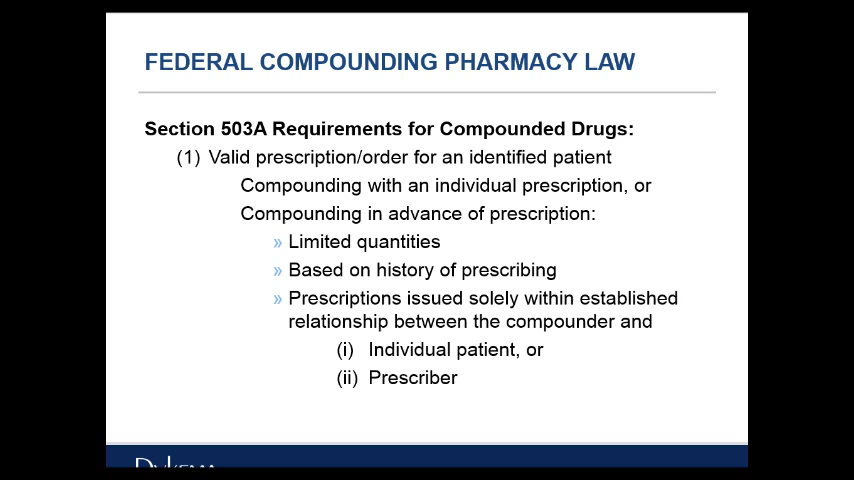 FEDERAL COMPOUNDING PHARMACY LAW
Section 503A Requirements for Compounded Drugs:
(1) Valid prescription/order for an identified patient
Compounding with an individual prescription, or
Compounding in advance of prescription:
» Limited quantities
» Based on history of prescribing
» Prescriptions issued solely within established
relationship between the compounder and
(i) Individual patient, or
(ii) Prescriber
Dykema